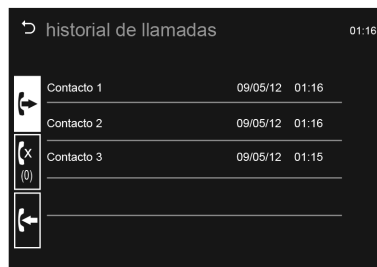 historial de llamadas 01:16
Contacto 1 09/05/12 01:16
Contacto 2 09/05/12 01:16
x
Contacto 3 09/05/12 01:15
(0)